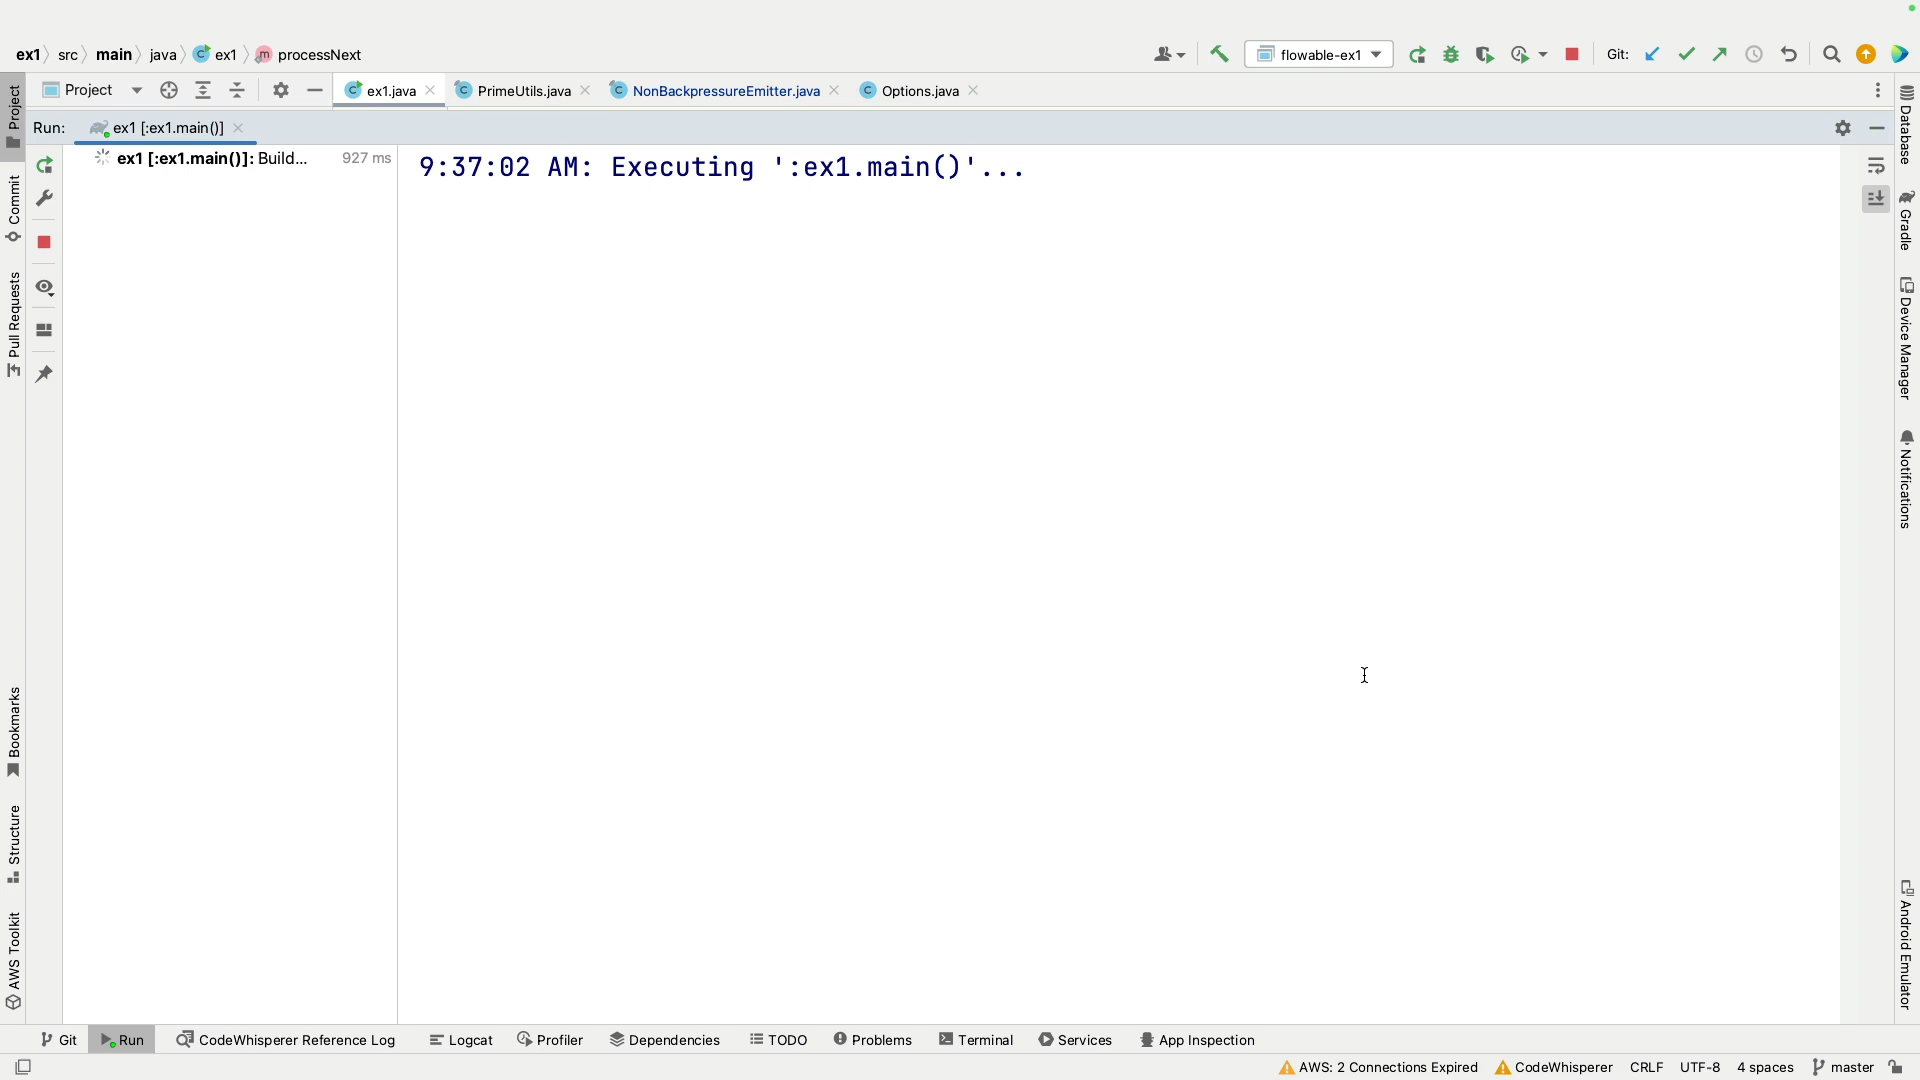 ex1 src main java ex1 processNext
flowable-ex1 Git:
Project ex1.java PrimeUtils.java NonBackpressureEmitter.java Options.java
Run: ex1 [:ex1.main()]
ex1 [:ex1.main()]: Build... 927 ms
9:37:02 AM: Executing ':ex1.main()'...
Project
Commit
Pull Requests
Bookmarks
Structure
AWS Toolkit
Database
Gradle
Device Manager
Notifications
Android Emulator
Git Run CodeWhisperer Reference Log Logcat Profiler Dependencies TODO Problems Terminal Services App Inspection
AWS: 2 Connections Expired CodeWhisperer CRLF UTF-8 4 spaces master